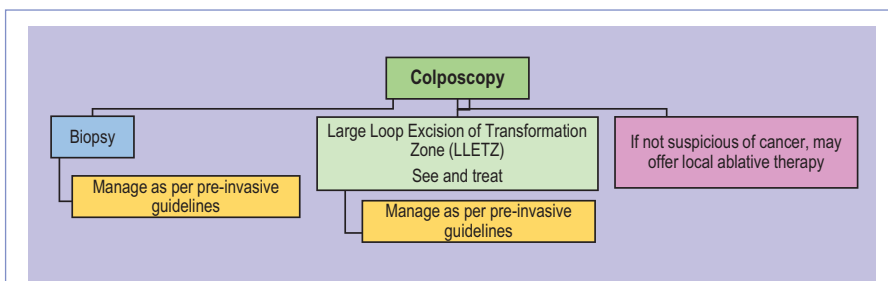 Colposcopy
Biopsy
Manage as per pre-invasive
guidelines
Large Loop Excision of Transformation
Zone (LLETZ)
See and treat
Manage as per pre-invasive
guidelines
If not suspicious of cancer, may
offer local ablative therapy